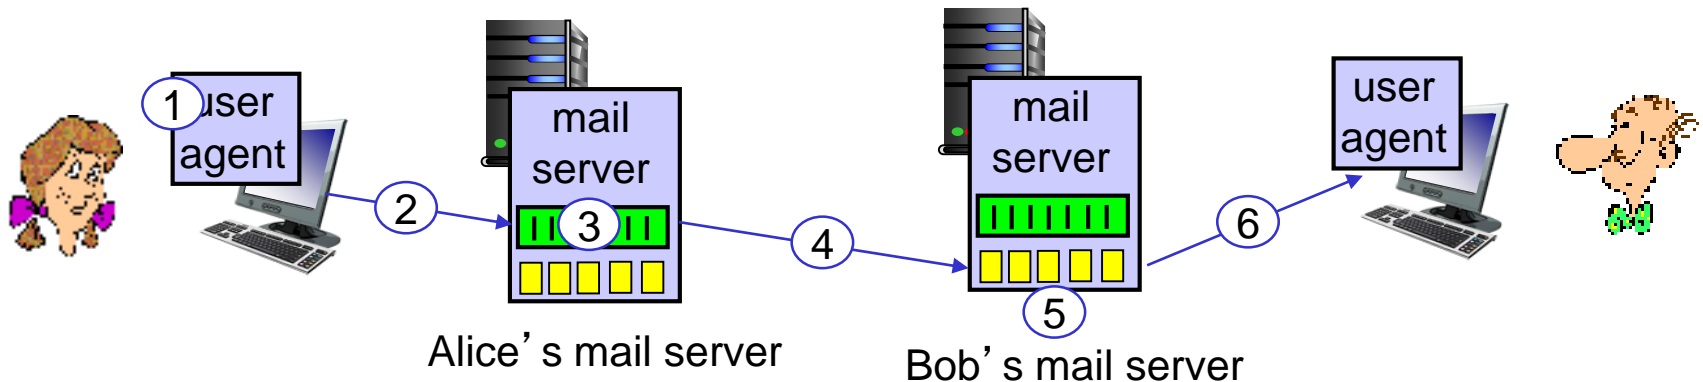 1
user
agent
2
mail
server
3
4
mail
server
5
6
user
agent
Alice’s mail server
Bob’s mail server